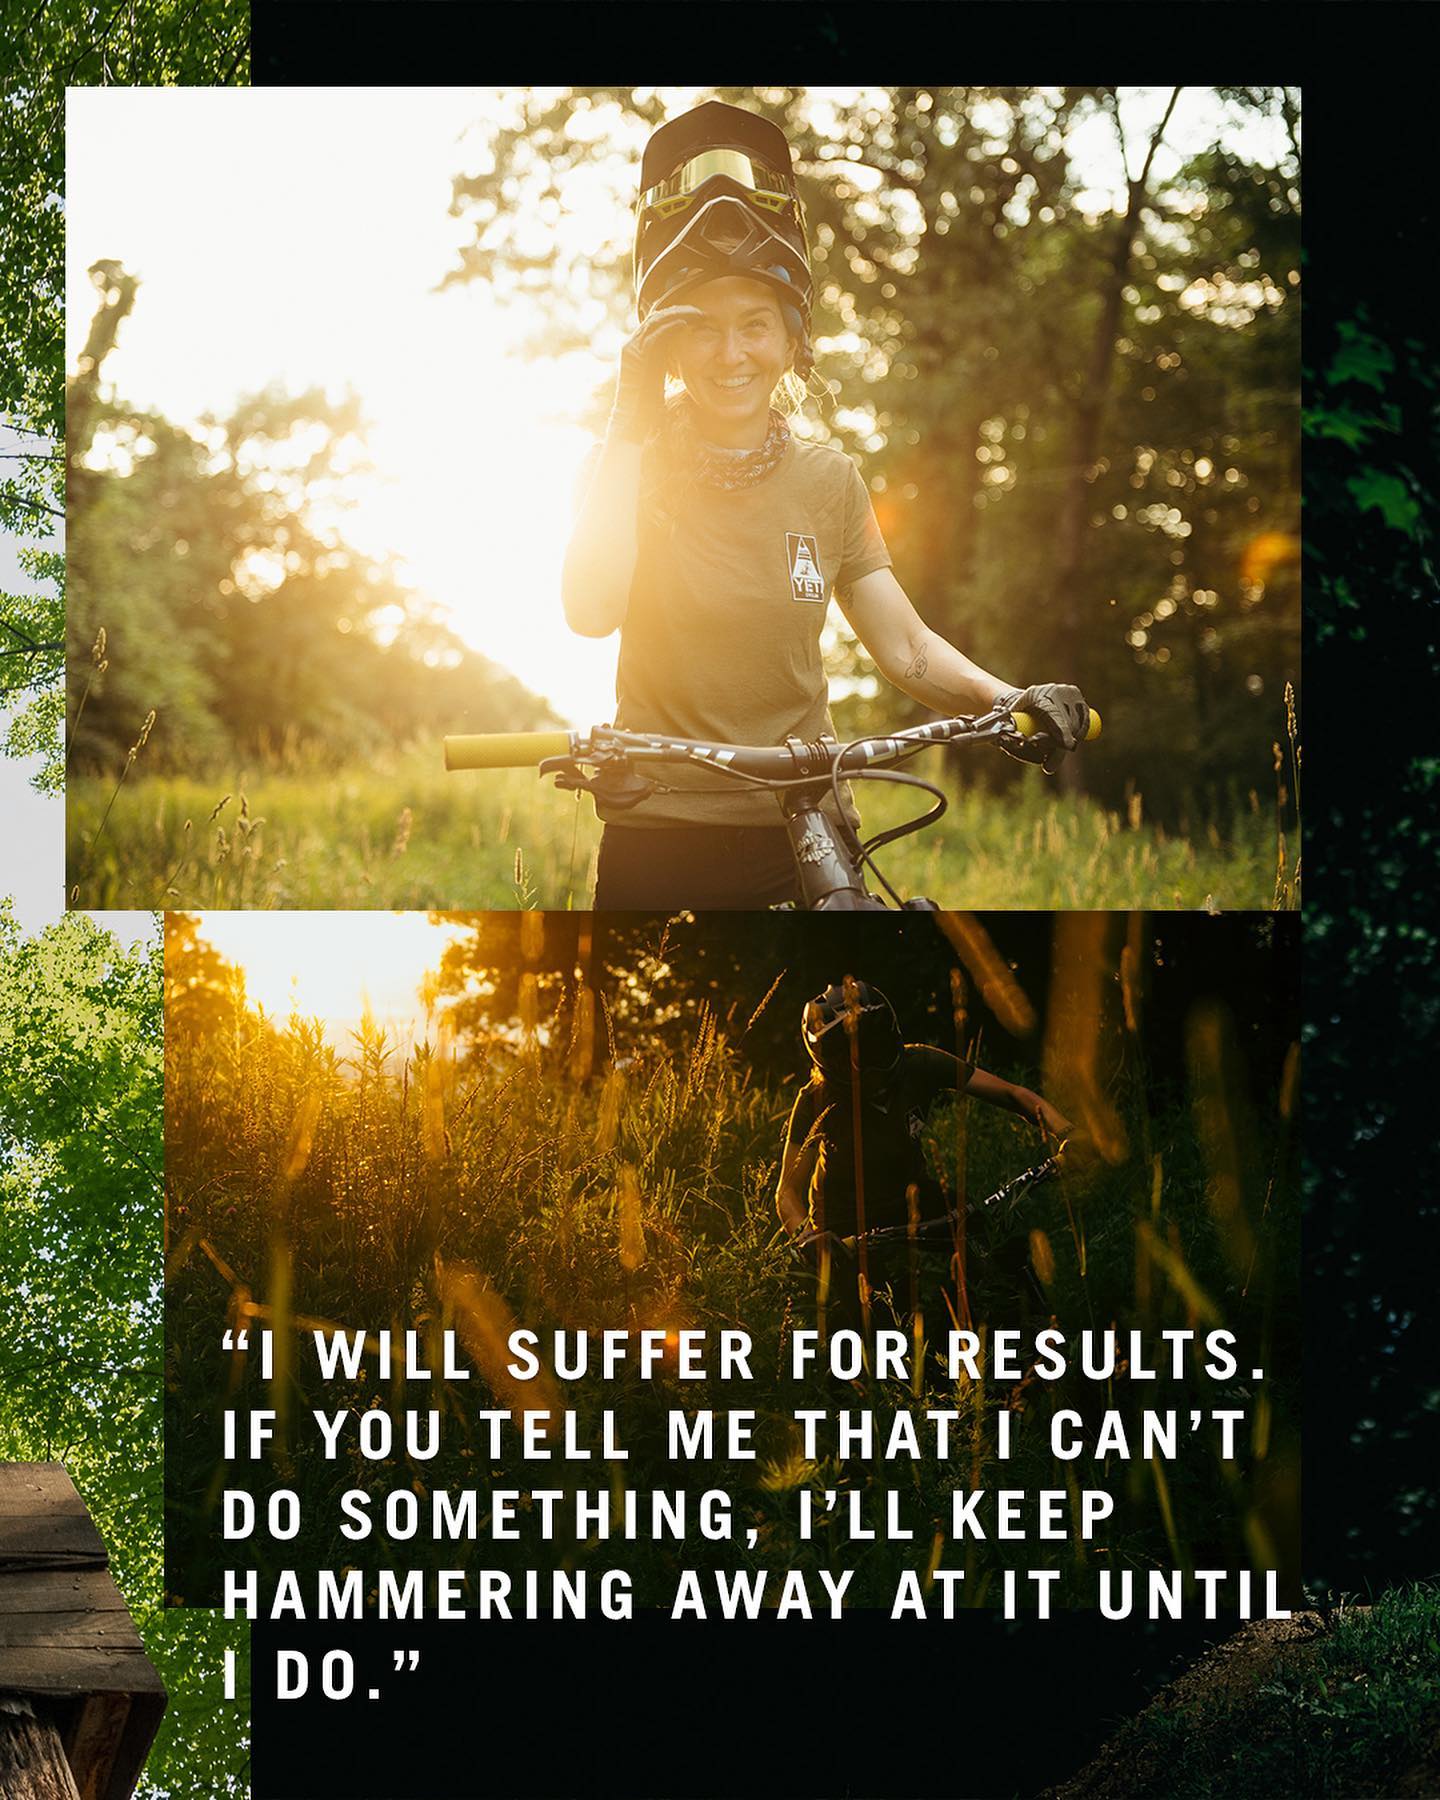 YETI
“I WILL SUFFER FOR RESULTS.
IF YOU TELL ME THAT I CAN’T
DO SOMETHING, I’LL KEEP
HAMMERING AWAY AT IT UNTIL
I DO.”